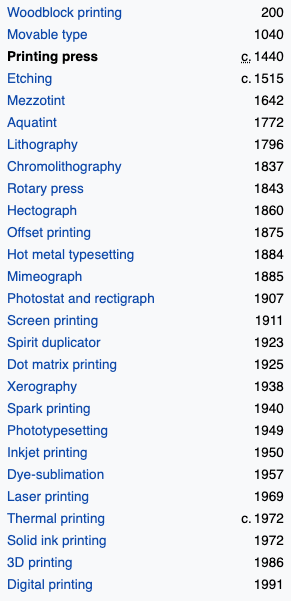 Woodblock printing 200
Movable type 1040
Printing press c. 1440
Etching c. 1515
Mezzotint 1642
Aquatint 1772
Lithography 1796
Chromolithography 1837
Rotary press 1843
Hectograph 1860
Offset printing 1875
Hot metal typesetting 1884
Mimeograph 1885
Photostat and rectigraph 1907
Screen printing 1911
Spirit duplicator 1923
Dot matrix printing 1925
Xerography 1938
Spark printing 1940
Phototypesetting 1949
Inkjet printing 1950
Dye-sublimation 1957
Laser printing 1969
Thermal printing c. 1972
Solid ink printing 1972
3D printing 1986
Digital printing 1991